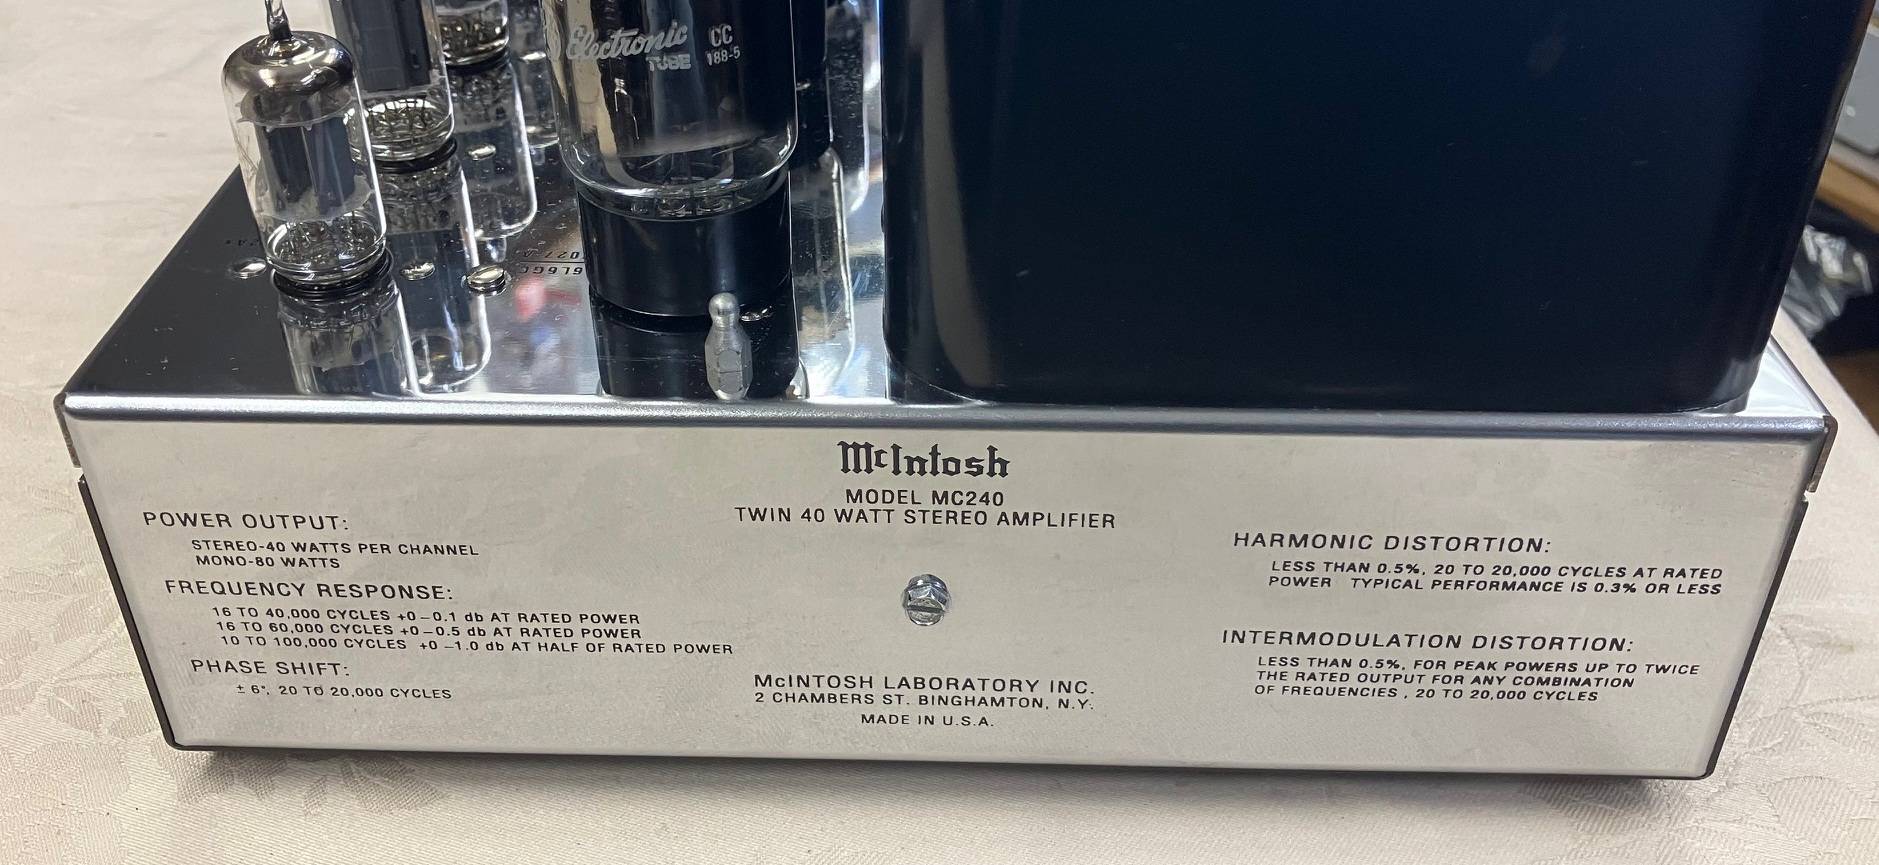 Electronic CC
TUBE 188-5
6L6GC
McIntosh
MODEL MC240
TWIN 40 WATT STEREO AMPLIFIER
POWER OUTPUT:
STEREO-40 WATTS PER CHANNEL
MONO-80 WATTS
FREQUENCY RESPONSE:
16 TO 40,000 CYCLES +0 –0.1 db AT RATED POWER
16 TO 60,000 CYCLES +0 –0.5 db AT RATED POWER
10 TO 100,000 CYCLES +0 –1.0 db AT HALF OF RATED POWER
PHASE SHIFT:
± 6°, 20 TO 20,000 CYCLES
McINTOSH LABORATORY INC.
2 CHAMBERS ST. BINGHAMTON, N.Y.
MADE IN U.S.A.
HARMONIC DISTORTION:
LESS THAN 0.5%, 20 TO 20,000 CYCLES AT RATED
POWER TYPICAL PERFORMANCE IS 0.3% OR LESS
INTERMODULATION DISTORTION:
LESS THAN 0.5%, FOR PEAK POWERS UP TO TWICE
THE RATED OUTPUT FOR ANY COMBINATION
OF FREQUENCIES , 20 TO 20,000 CYCLES